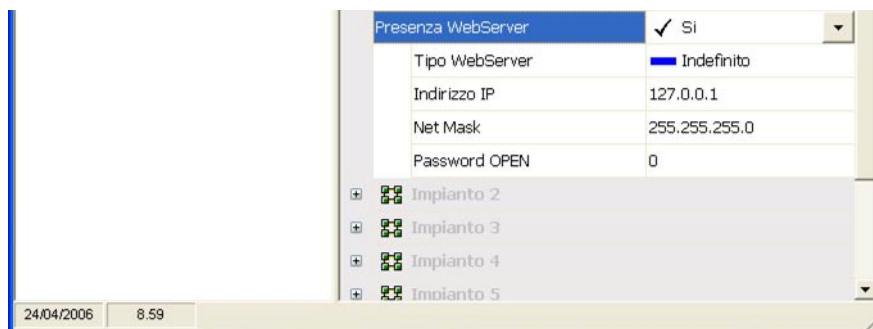 Presenza WebServer Si
Tipo WebServer Indefinito
Indirizzo IP 127.0.0.1
Net Mask 255.255.255.0
Password OPEN 0
Impianto 2
Impianto 3
Impianto 4
Impianto 5
24/04/2006 8.59